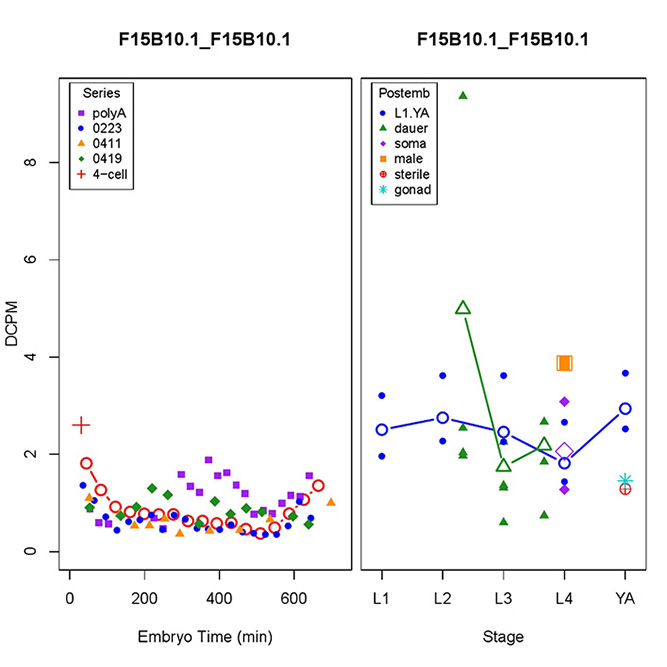 F15B10.1_F15B10.1
F15B10.1_F15B10.1
Series
polyA
0223
0411
0419
4−cell
Postemb
L1.YA
dauer
soma
male
sterile
gonad
DCPM
8
6
4
2
0
0 200 400 600
Embryo Time (min)
L1 L2 L3 L4 YA
Stage